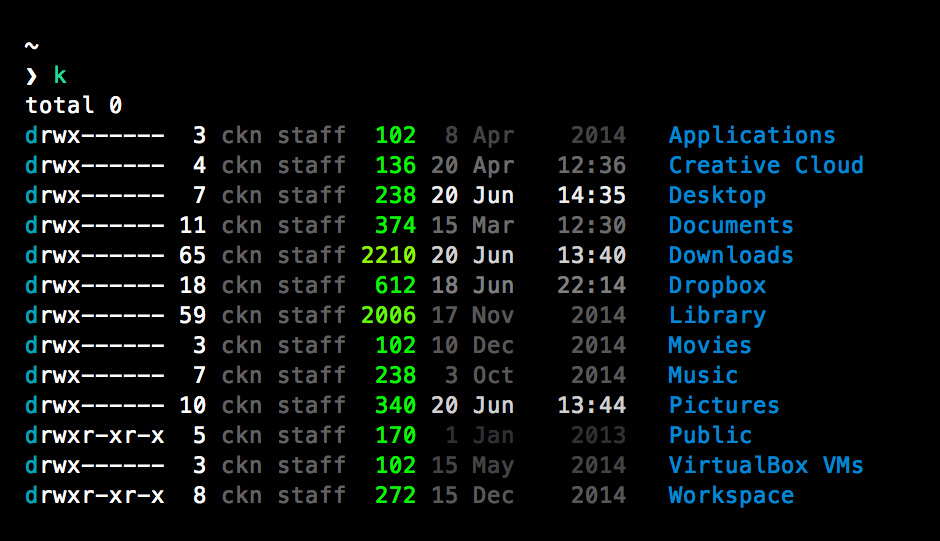 ~
❯ k
total 0
drwx------  3 ckn staff  102  8 Apr    2014   Applications
drwx------  4 ckn staff  136 20 Apr   12:36   Creative Cloud
drwx------  7 ckn staff  238 20 Jun   14:35   Desktop
drwx------ 11 ckn staff  374 15 Mar   12:30   Documents
drwx------ 65 ckn staff 2210 20 Jun   13:40   Downloads
drwx------ 18 ckn staff  612 18 Jun   22:14   Dropbox
drwx------ 59 ckn staff 2006 17 Nov    2014   Library
drwx------  3 ckn staff  102 10 Dec    2014   Movies
drwx------  7 ckn staff  238  3 Oct    2014   Music
drwx------ 10 ckn staff  340 20 Jun   13:44   Pictures
drwxr-xr-x  5 ckn staff  170  1 Jan    2013   Public
drwx------  3 ckn staff  102 15 May    2014   VirtualBox VMs
drwxr-xr-x  8 ckn staff  272 15 Dec    2014   Workspace